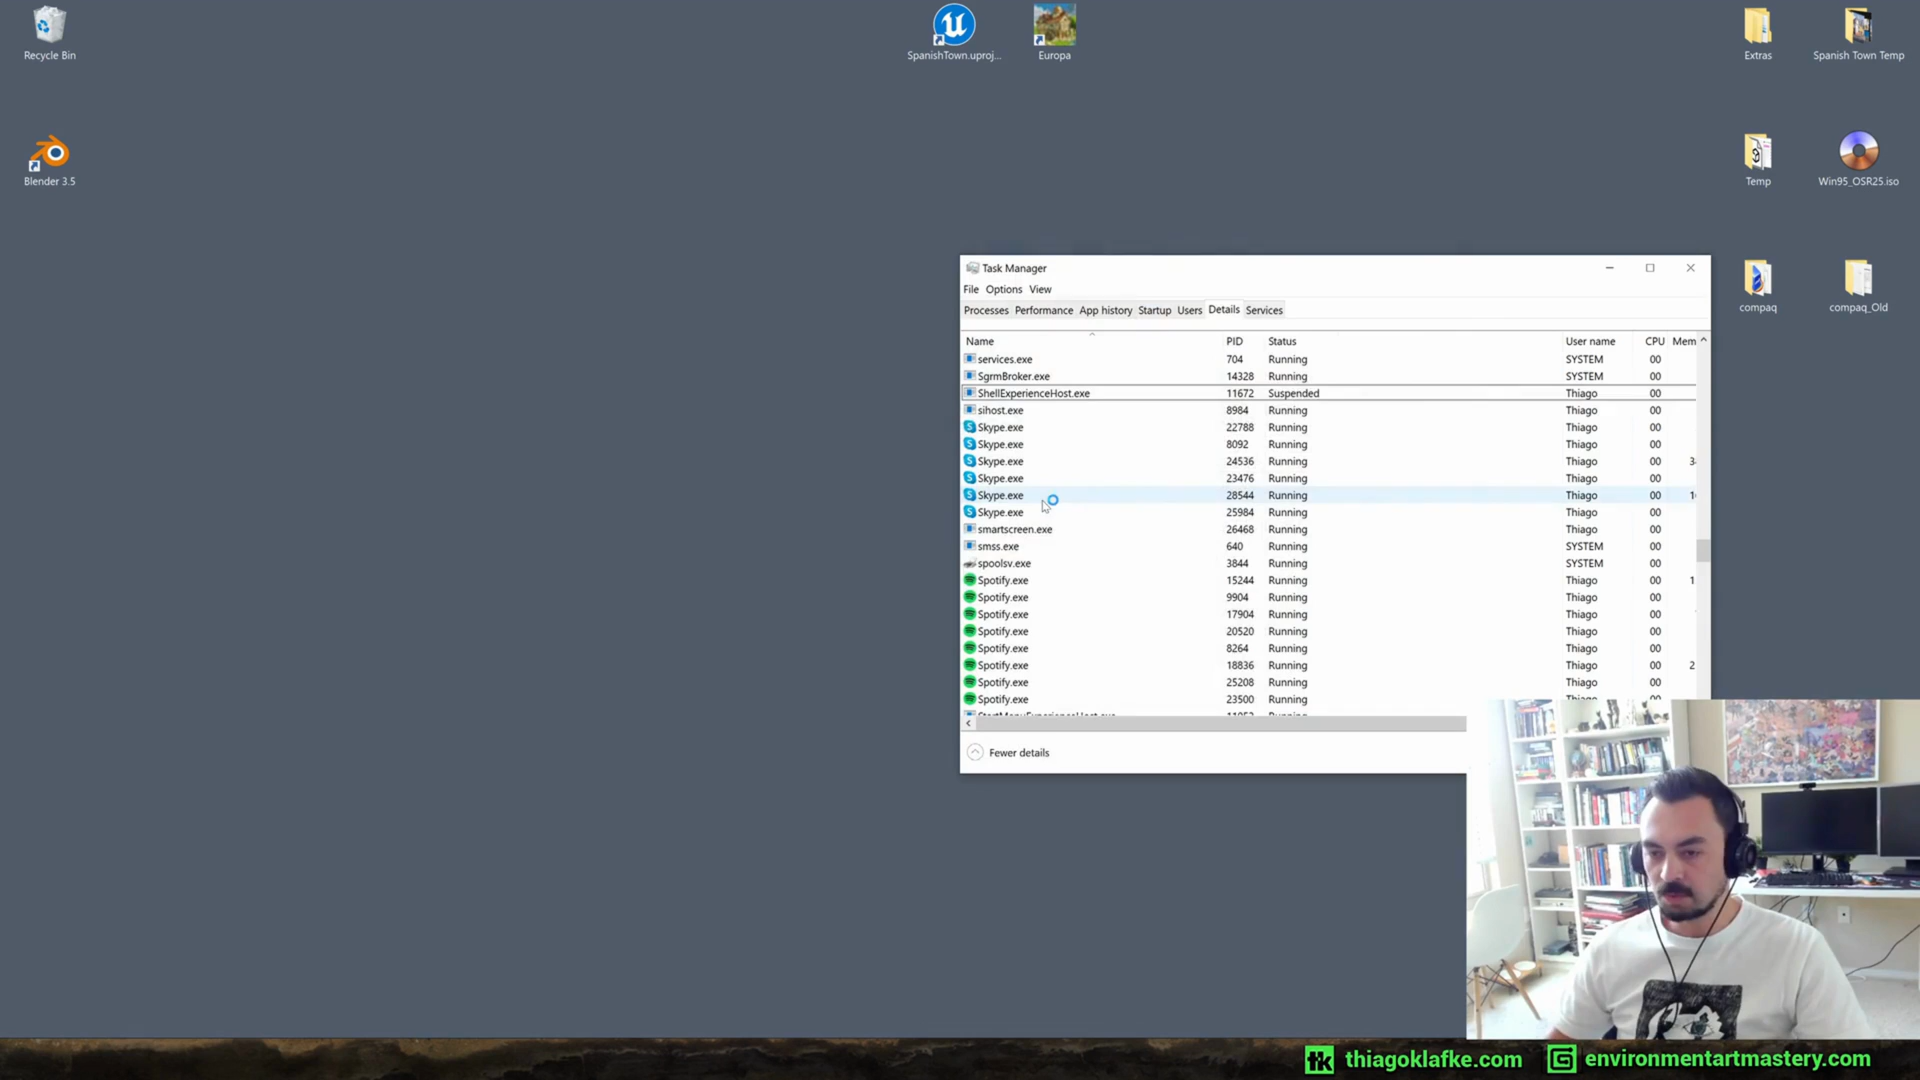 Recycle Bin
SpanishTown.uproj...
Europa
Extras
Spanish Town Temp
Blender 3.5
Temp
Win95_OSR25.iso
compaq
compaq_Old
Task Manager
File Options View
Processes Performance App history Startup Users Details Services
Name PID Status User name CPU Mem
services.exe 704 Running SYSTEM 00
SgrmBroker.exe 14328 Running SYSTEM 00
ShellExperienceHost.exe 11672 Suspended Thiago 00
sihost.exe 8984 Running Thiago 00
Skype.exe 22788 Running Thiago 00
Skype.exe 8092 Running Thiago 00
Skype.exe 24536 Running Thiago 00 3
Skype.exe 23476 Running Thiago 00
Skype.exe 28544 Running Thiago 00 1
Skype.exe 25984 Running Thiago 00
smartscreen.exe 26468 Running Thiago 00
smss.exe 640 Running SYSTEM 00
spoolsv.exe 3844 Running SYSTEM 00
Spotify.exe 15244 Running Thiago 00 1
Spotify.exe 9904 Running Thiago 00
Spotify.exe 17904 Running Thiago 00
Spotify.exe 20520 Running Thiago 00
Spotify.exe 8264 Running Thiago 00
Spotify.exe 18836 Running Thiago 00 2
Spotify.exe 25208 Running Thiago 00
Spotify.exe 23500 Running Thiago 00
Fewer details
thiagoklafke.com
environmentartmastery.com